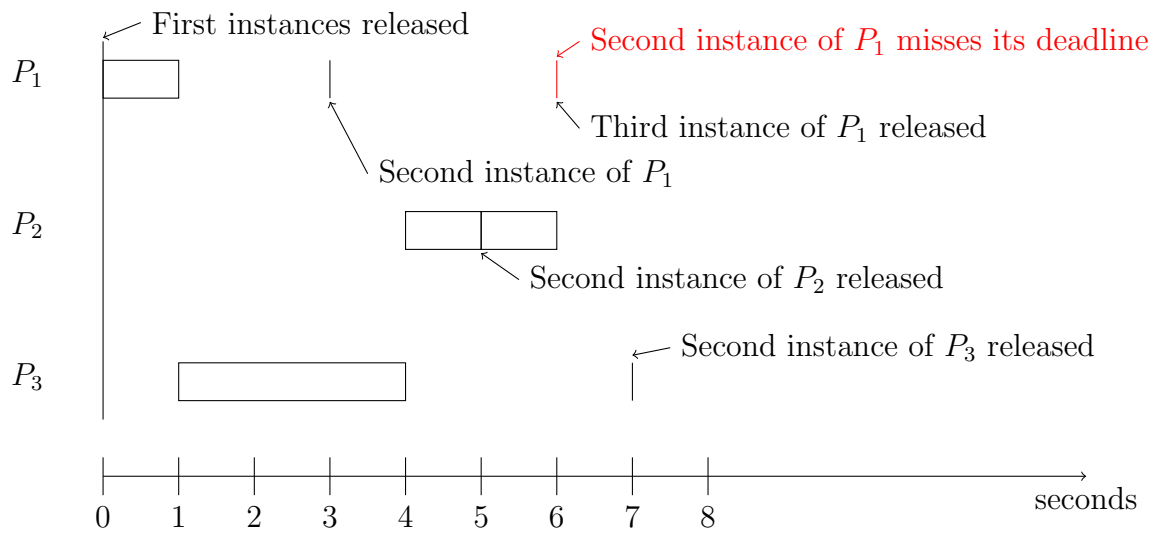 First instances released
Second instance of P₁ misses its deadline
P₁
Third instance of P₁ released
Second instance of P₁
P₂
Second instance of P₂ released
Second instance of P₃ released
P₃
seconds
0 1 2 3 4 5 6 7 8